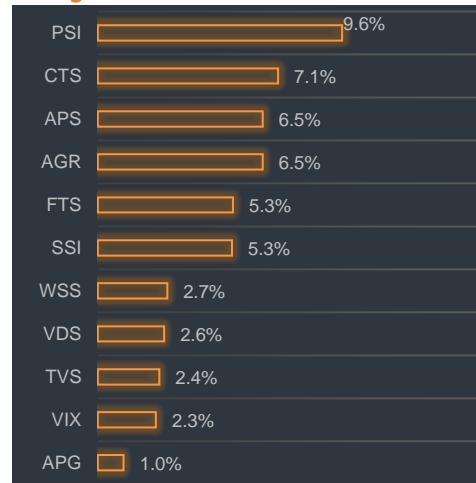 PSI 9.6%
CTS 7.1%
APS 6.5%
AGR 6.5%
FTS 5.3%
SSI 5.3%
WSS 2.7%
VDS 2.6%
TVS 2.4%
VIX 2.3%
APG 1.0%